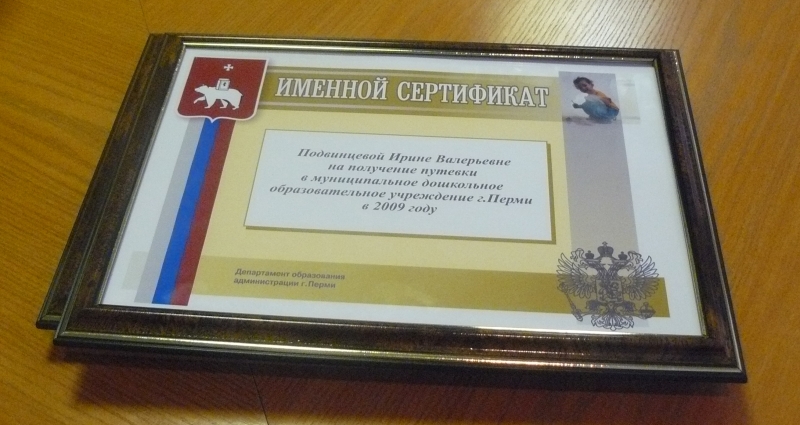 ИМЕННОЙ СЕРТИФИКАТ
Подвинцевой Ирине Валерьевне
на получение путевки
в муниципальное дошкольное
образовательное учреждение г.Перми
в 2009 году
Департамент образования
администрации г. Перми